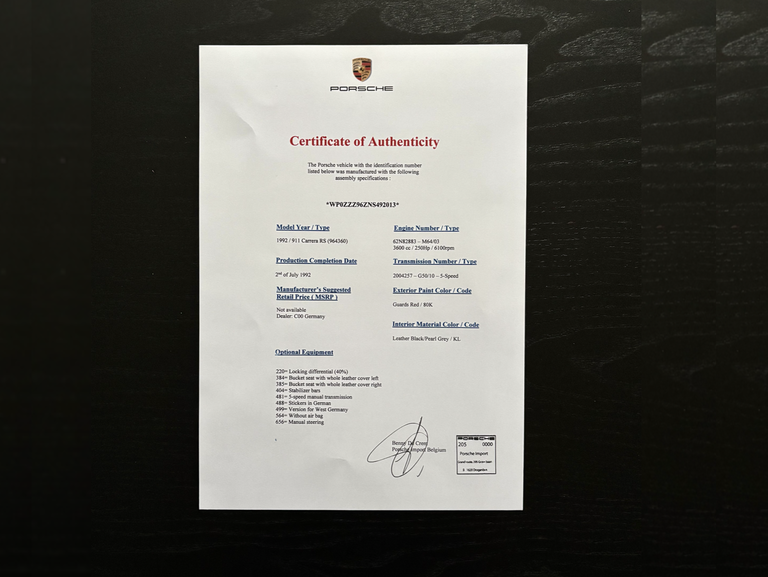 PORSCHE
Certificate of Authenticity
The Porsche vehicle with the identification number
listed below was manufactured with the following
assembly specifications :
*WP0ZZZ96ZNS492013*
Model Year / Type
1992 / 911 Carrera RS (964360)
Production Completion Date
2nd of July 1992
Manufacturer's Suggested
Retail Price ( MSRP )
Not available
Dealer: C00 Germany
Engine Number / Type
62N82883 – M64/03
3600 cc / 250Hp / 6100rpm
Transmission Number / Type
2004257 – G50/10 – 5-Speed
Exterior Paint Color / Code
Guards Red / 80K
Interior Material Color / Code
Leather Black/Pearl Grey / KL
Optional Equipment
220= Locking differential (40%)
384= Bucket seat with whole leather cover left
385= Bucket seat with whole leather cover right
404= Stabilizer bars
481= 5-speed manual transmission
488= Stickers in German
499= Version for West Germany
564= Without air bag
656= Manual steering
Benny De
Porsche Import Belgium
PORSCHE
205 0000
Porsche Import